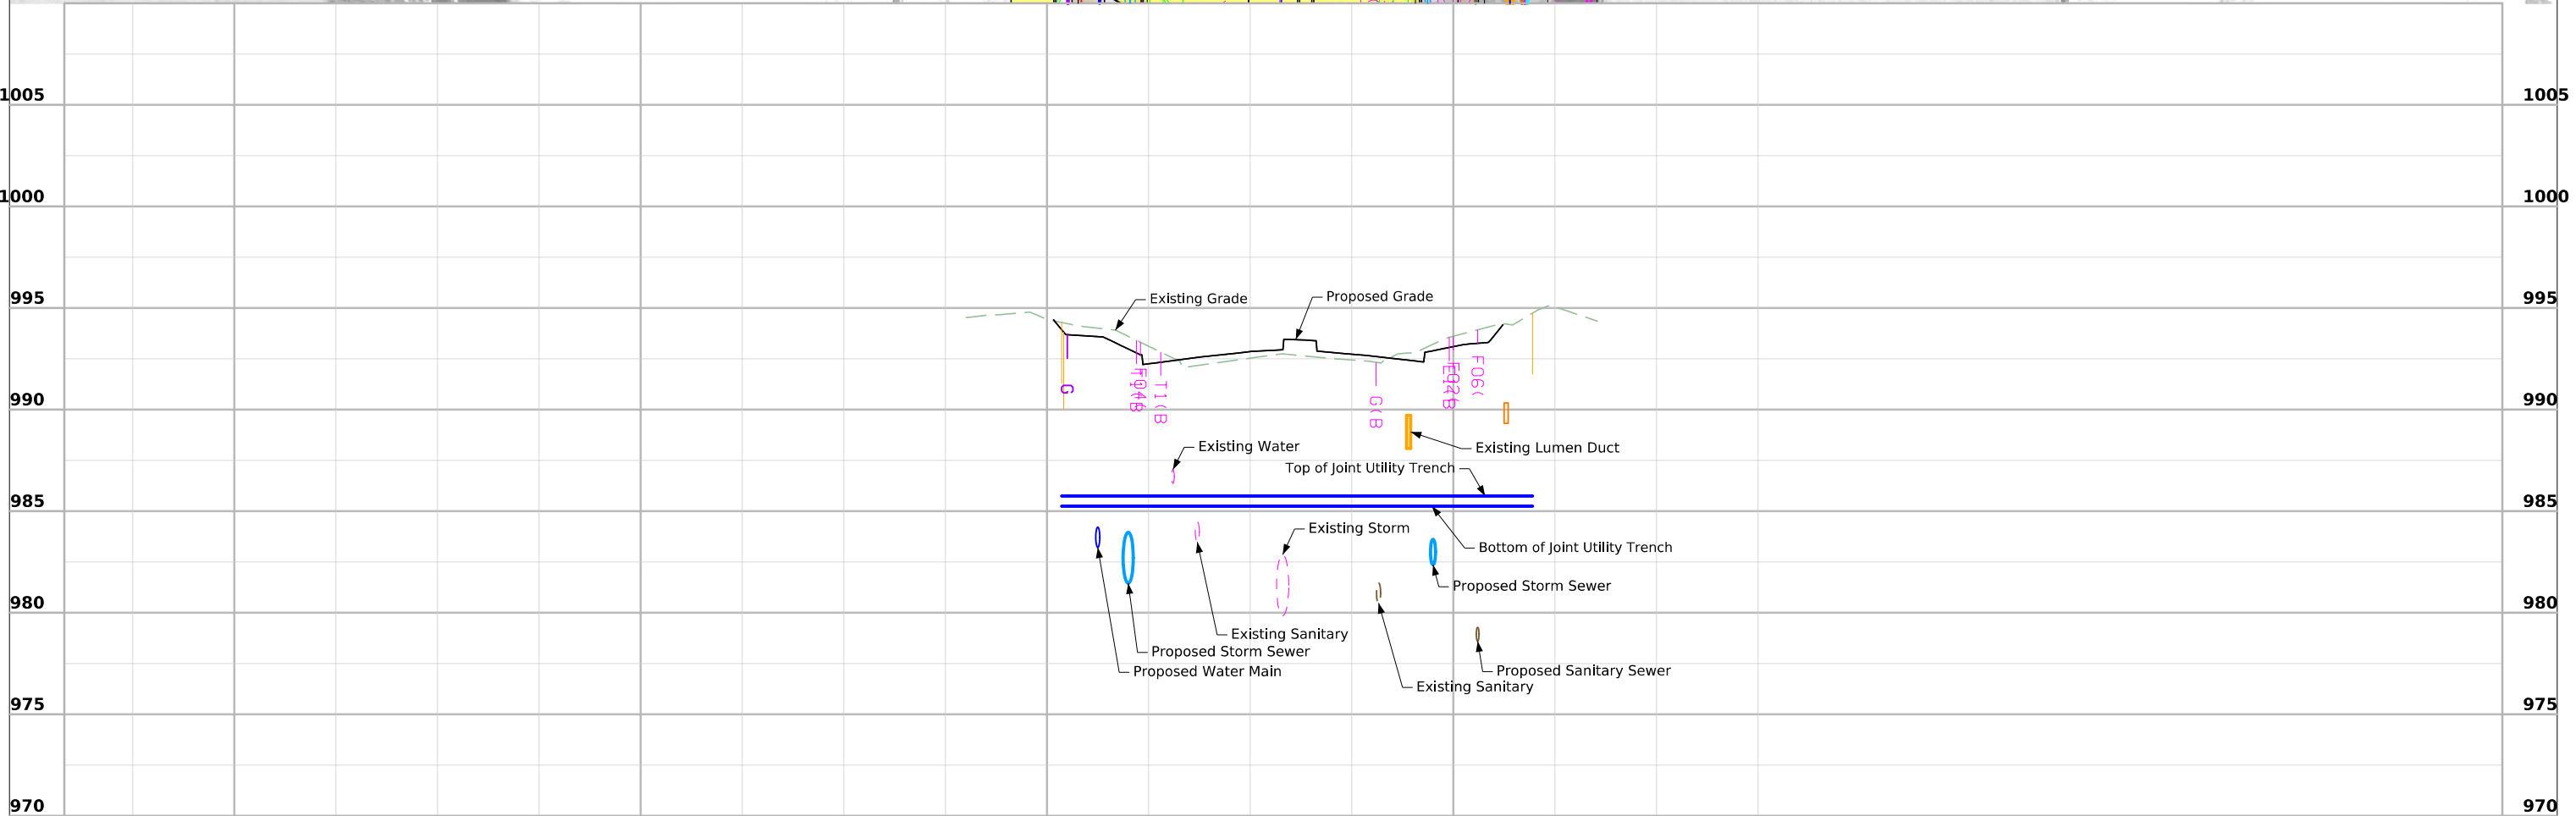 1005 1005
1000 1000
995 995
Existing Grade
Proposed Grade
G
T1(B
G(B
F06(
990 990
Existing Water
Existing Lumen Duct
Top of Joint Utility Trench
985 985
Existing Storm
Bottom of Joint Utility Trench
Proposed Storm Sewer
980 980
Existing Sanitary
Proposed Storm Sewer
Proposed Water Main
Proposed Sanitary Sewer
Existing Sanitary
975 975
970 970